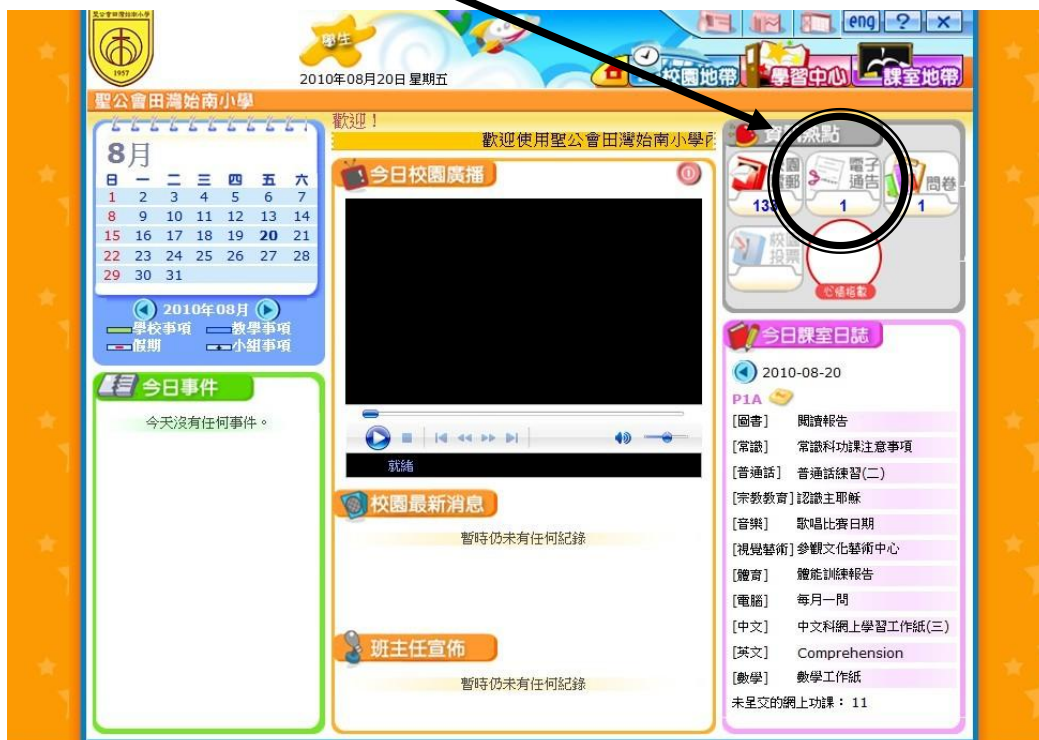 1957
學生
2010年08月20日 星期五
eng ? ×
校園地帶
學習中心
課室地帶
聖公會田灣始南小學
8月
日 一 二 三 四 五 六
1 2 3 4 5 6 7
8 9 10 11 12 13 14
15 16 17 18 19 20 21
22 23 24 25 26 27 28
29 30 31
2010年08月
學校事項 教學事項
假期 小組事項
今日事件
今天沒有任何事件。
歡迎!
歡迎使用聖公會田灣始南小學
今日校園廣播
就緒
校園最新消息
暫時仍未有任何紀錄
班主任宣佈
暫時仍未有任何紀錄
資訊熱點
電子
通告
1
問卷
1
校園
投票
心情指數
今日課室日誌
2010-08-20
P1A
[圖書] 閱讀報告
[常識] 常識科功課注意事項
[普通話] 普通話練習(二)
[宗教教育] 認識主耶穌
[音樂] 歌唱比賽日期
[視覺藝術] 參觀文化藝術中心
[體育] 體能訓練報告
[電腦] 每月一問
[中文] 中文科網上學習工作紙(三)
[英文] Comprehension
[數學] 數學工作紙
未呈交的網上功課： 11